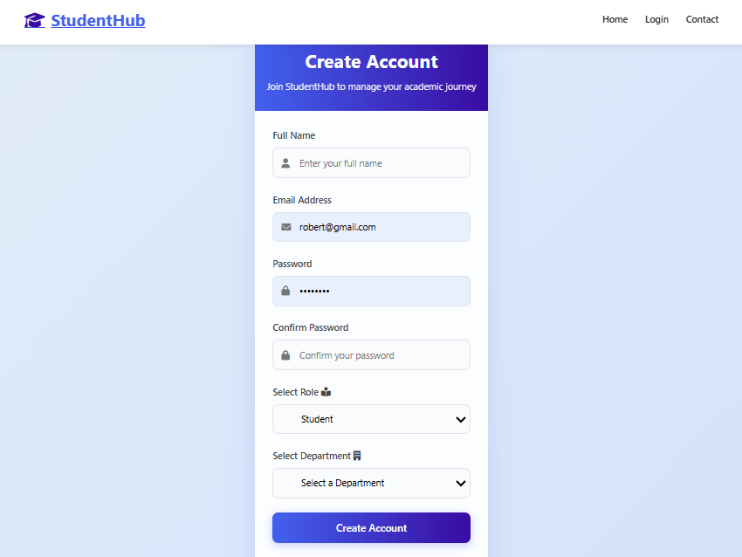 StudentHub
Home Login Contact
Create Account
Join StudentHub to manage your academic journey
Full Name
Enter your full name
Email Address
robert@gmail.com
Password
••••••••
Confirm Password
Confirm your password
Select Role
Student
Select Department
Select a Department
Create Account